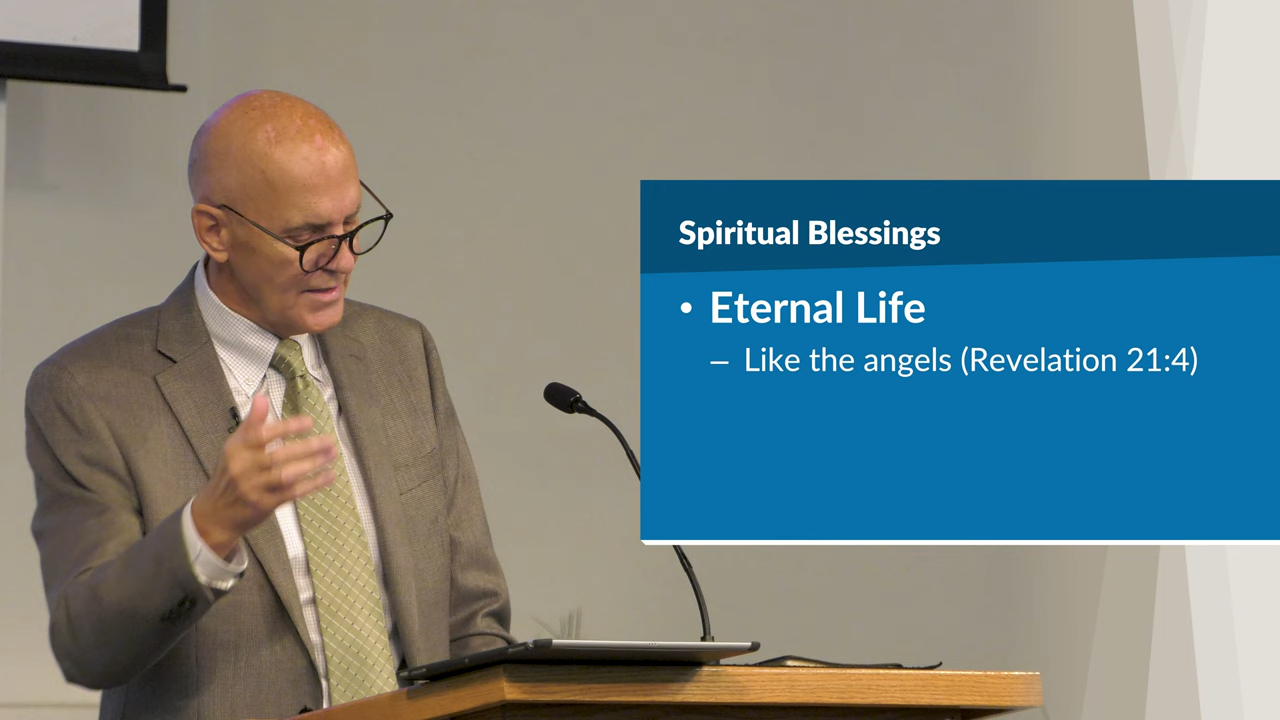 Spiritual Blessings
• Eternal Life
– Like the angels (Revelation 21:4)